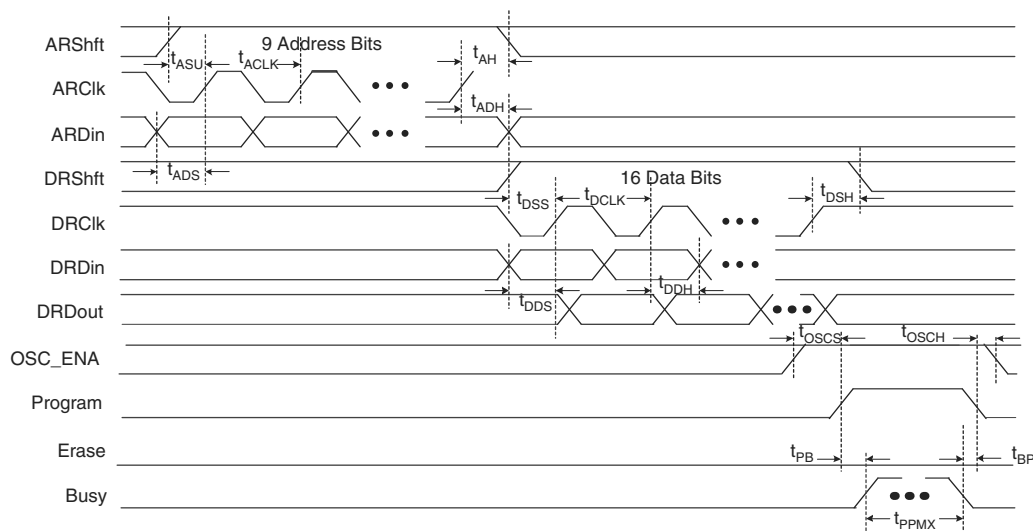 ARShft
9 Address Bits
tASU
tACLK
tAH
ARClk
tADH
ARDin
tADS
DRShft
16 Data Bits
tDSS
tDCLK
tDSH
DRClk
DRDin
tDDS
tDDH
DRDout
tOSCS
tOSCH
OSC_ENA
Program
Erase
tPB
tBP
Busy
tPPMX